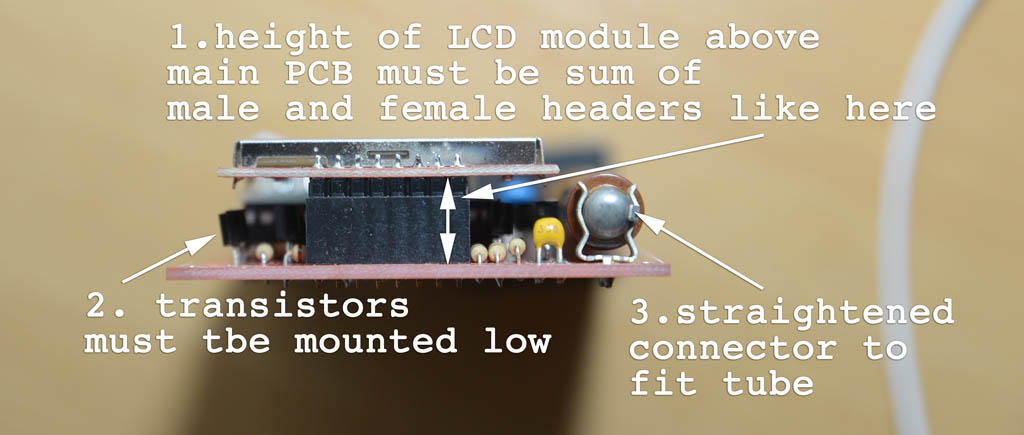 1.height of LCD module above
main PCB must be sum of
male and female headers like here
2. transistors
must tbe mounted low
3.straightened
connector to
fit tube